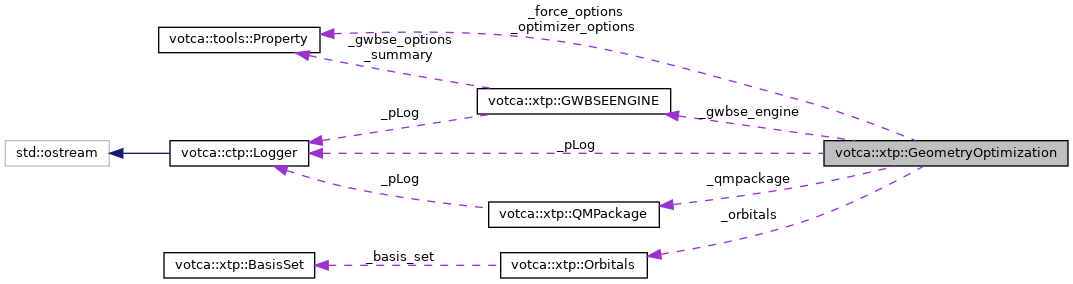 _force_options
_optimizer_options
votca::tools::Property
_gwbse_options
_summary
votca::xtp::GWBSEENGINE
_gwbse_engine
_pLog
std::ostream
votca::ctp::Logger
_pLog
votca::xtp::GeometryOptimization
_pLog
_qmpackage
votca::xtp::QMPackage
_orbitals
votca::xtp::BasisSet
_basis_set
votca::xtp::Orbitals